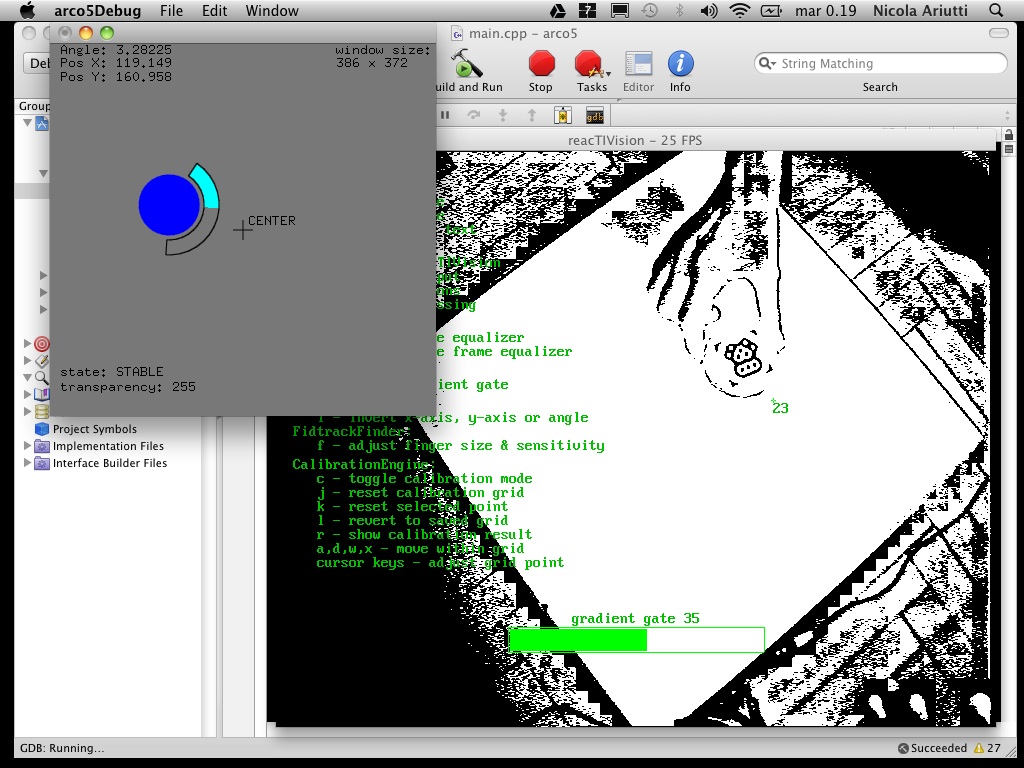 arco5Debug File Edit Window mar 0.19 Nicola Ariutti
main.cpp – arco5
Angle: 3.28225
Pos X: 119.149
Pos Y: 160.958
window size:
386 x 372
CENTER
state: STABLE
transparency: 255
Deb
uild and Run Stop Tasks Editor Info Search
String Matching
gdb
Group
reacTIVision – 25 FPS
e equalizer
e frame equalizer
ient gate
i - invert x-axis, y-axis or angle
FidtrackFinder:
f - adjust finger size & sensitivity
CalibrationEngine:
c - toggle calibration mode
j - reset calibration grid
k - reset selected point
l - revert to saved grid
r - show calibration result
a,d,w,x - move within grid
cursor keys - adjust grid point
23
gradient gate 35
Project Symbols
Implementation Files
Interface Builder Files
GDB: Running...
Succeeded 27